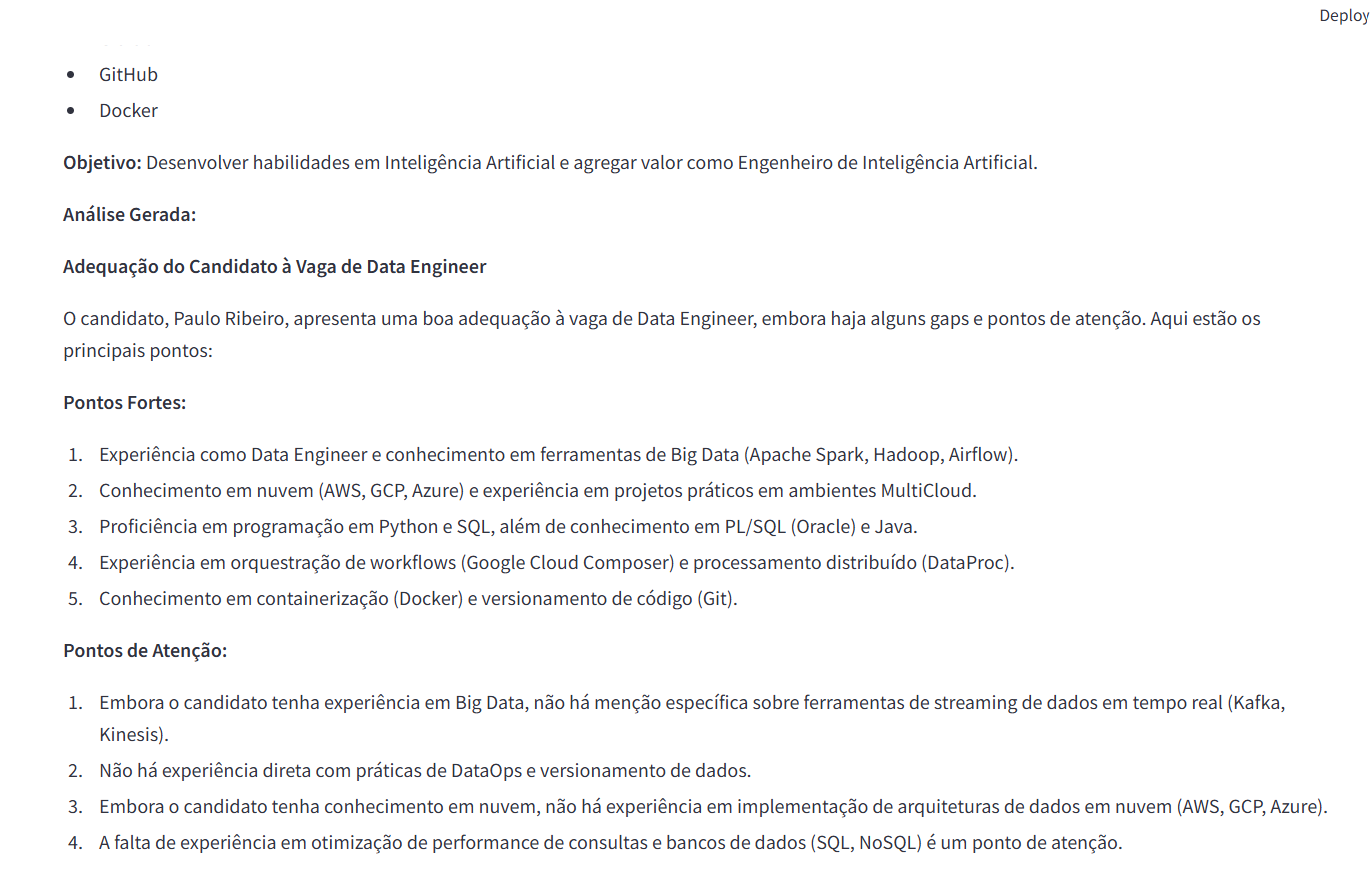 Deploy
GitHub
Docker
Objetivo: Desenvolver habilidades em Inteligência Artificial e agregar valor como Engenheiro de Inteligência Artificial.
Análise Gerada:
Adequação do Candidato à Vaga de Data Engineer
O candidato, Paulo Ribeiro, apresenta uma boa adequação à vaga de Data Engineer, embora haja alguns gaps e pontos de atenção. Aqui estão os
principais pontos:
Pontos Fortes:
1. Experiência como Data Engineer e conhecimento em ferramentas de Big Data (Apache Spark, Hadoop, Airflow).
2. Conhecimento em nuvem (AWS, GCP, Azure) e experiência em projetos práticos em ambientes MultiCloud.
3. Proficiência em programação em Python e SQL, além de conhecimento em PL/SQL (Oracle) e Java.
4. Experiência em orquestração de workflows (Google Cloud Composer) e processamento distribuído (DataProc).
5. Conhecimento em containerização (Docker) e versionamento de código (Git).
Pontos de Atenção:
1. Embora o candidato tenha experiência em Big Data, não há menção específica sobre ferramentas de streaming de dados em tempo real (Kafka,
Kinesis).
2. Não há experiência direta com práticas de DataOps e versionamento de dados.
3. Embora o candidato tenha conhecimento em nuvem, não há experiência em implementação de arquiteturas de dados em nuvem (AWS, GCP, Azure).
4. A falta de experiência em otimização de performance de consultas e bancos de dados (SQL, NoSQL) é um ponto de atenção.